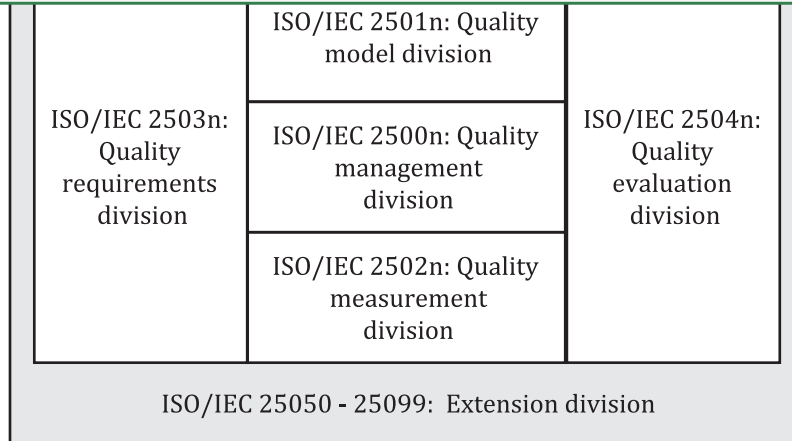 ISO/IEC 2501n: Quality
model division
ISO/IEC 2503n:
Quality
requirements
division
ISO/IEC 2500n: Quality
management
division
ISO/IEC 2502n: Quality
measurement
division
ISO/IEC 2504n:
Quality
evaluation
division
ISO/IEC 25050 - 25099: Extension division